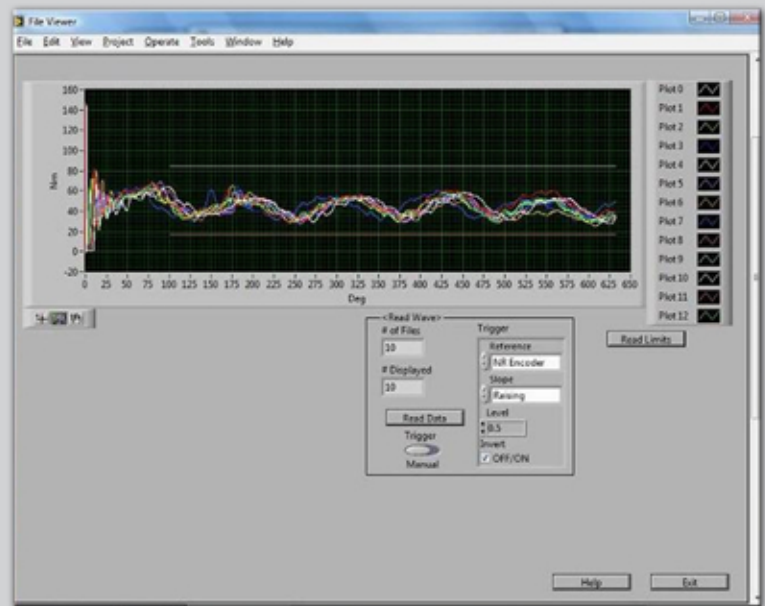 File Viewer
File Edit View Project Operate Tools Window Help
160
140
120
100
80
60
40
20
0
-20
Nm
0 25 50 75 100 125 150 175 200 225 250 275 300 325 350 375 400 425 450 475 500 525 550 575 600 625 650
Deg
Plot 0
Plot 1
Plot 2
Plot 3
Plot 4
Plot 5
Plot 6
Plot 7
Plot 8
Plot 9
Plot 10
Plot 11
Plot 12
Read Limits
<Read Wave>
# of Files
10
# Displayed
10
Read Data
Trigger
Manual
Trigger
Reference
NR Encoder
Slope
Raising
Level
0.5
Invert
OFF/ON
Help
Exit